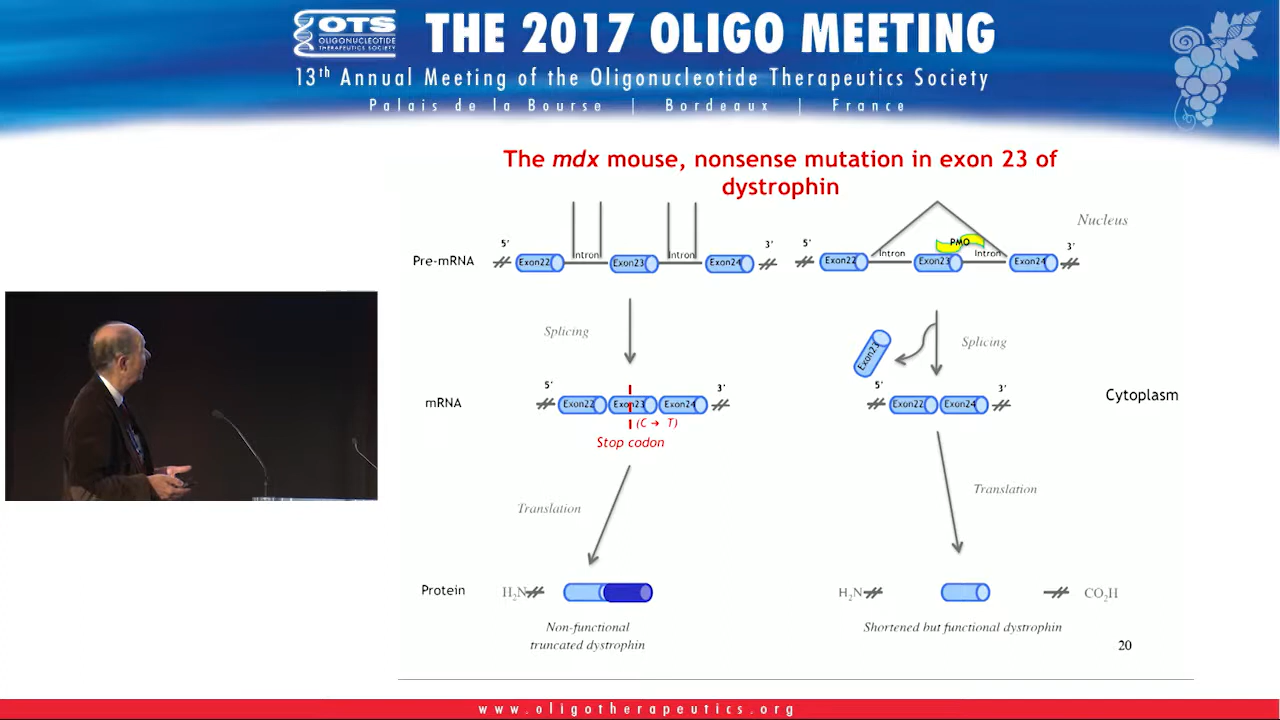 OTS
OLIGONUCLEOTIDE
THERAPEUTICS SOCIETY
THE 2017 OLIGO MEETING
13th Annual Meeting of the Oligonucleotide Therapeutics Society
Palais de la Bourse | Bordeaux | France
The mdx mouse, nonsense mutation in exon 23 of
dystrophin
Nucleus
Pre-mRNA
5'
Exon22
Intron
Exon23
Intron
Exon24
3'
5'
Exon22
Intron
PMO
Exon23
Intron
Exon24
3'
Splicing
Exon23
Splicing
mRNA
5'
Exon22
Exon23
Exon24
3'
(C → T)
Stop codon
5'
Exon22
Exon24
3'
Cytoplasm
Translation
Translation
Protein
H2N
H2N
CO2H
Non-functional
truncated dystrophin
Shortened but functional dystrophin
20
www.oligotherapeutics.org